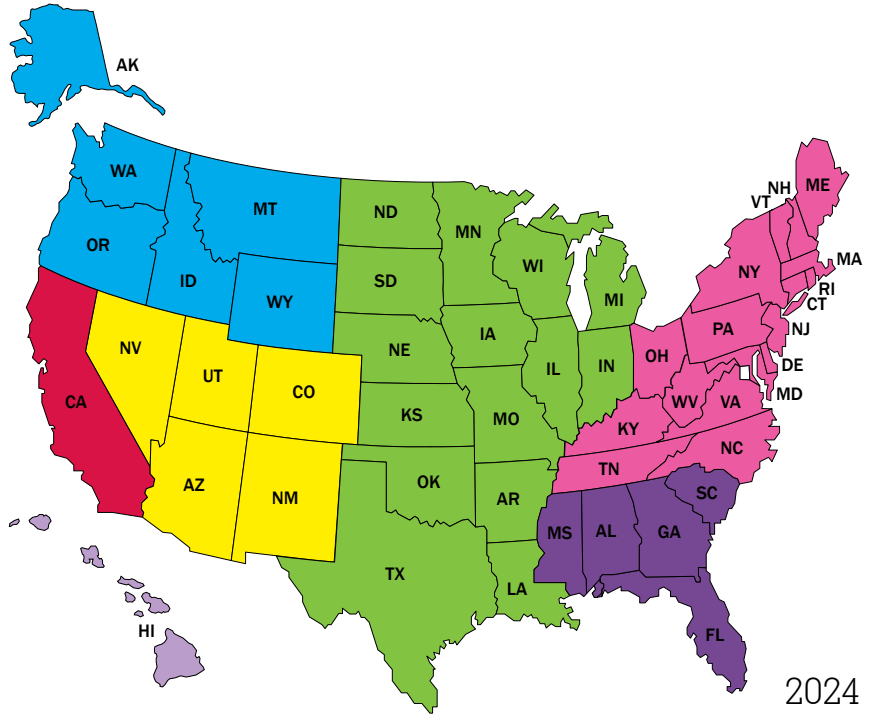 AK
WA
MT
ND
MN
VT
NH
ME
OR
ID
WY
SD
WI
MI
NY
MA
RI
CT
NV
UT
CO
NE
IA
IL
IN
OH
PA
NJ
DE
MD
CA
KS
MO
KY
WV
VA
AZ
NM
OK
AR
TN
NC
SC
TX
LA
MS
AL
GA
HI
FL
2024